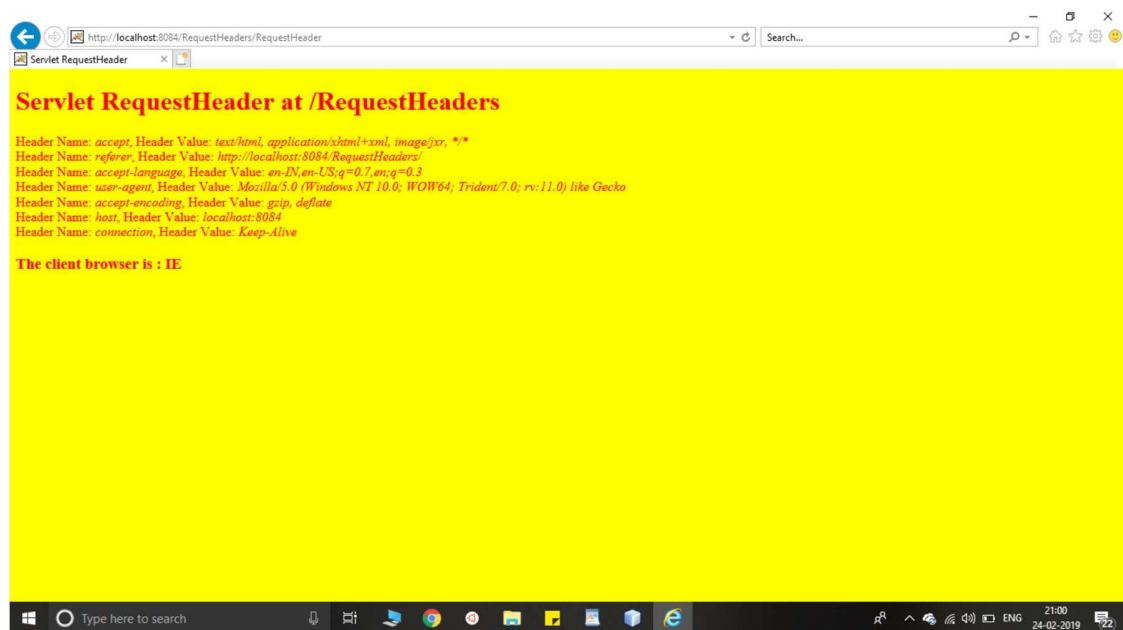 http://localhost:8084/RequestHeaders/RequestHeader
Search...
Servlet RequestHeader
Servlet RequestHeader at /RequestHeaders
Header Name: accept, Header Value: text/html, application/xhtml+xml, image/jxr, */*
Header Name: referer, Header Value: http://localhost:8084/RequestHeaders/
Header Name: accept-language, Header Value: en-IN,en-US;q=0.7,en;q=0.3
Header Name: user-agent, Header Value: Mozilla/5.0 (Windows NT 10.0; WOW64; Trident/7.0; rv:11.0) like Gecko
Header Name: accept-encoding, Header Value: gzip, deflate
Header Name: host, Header Value: localhost:8084
Header Name: connection, Header Value: Keep-Alive
The client browser is : IE
Type here to search
ENG
21:00
24-02-2019
22